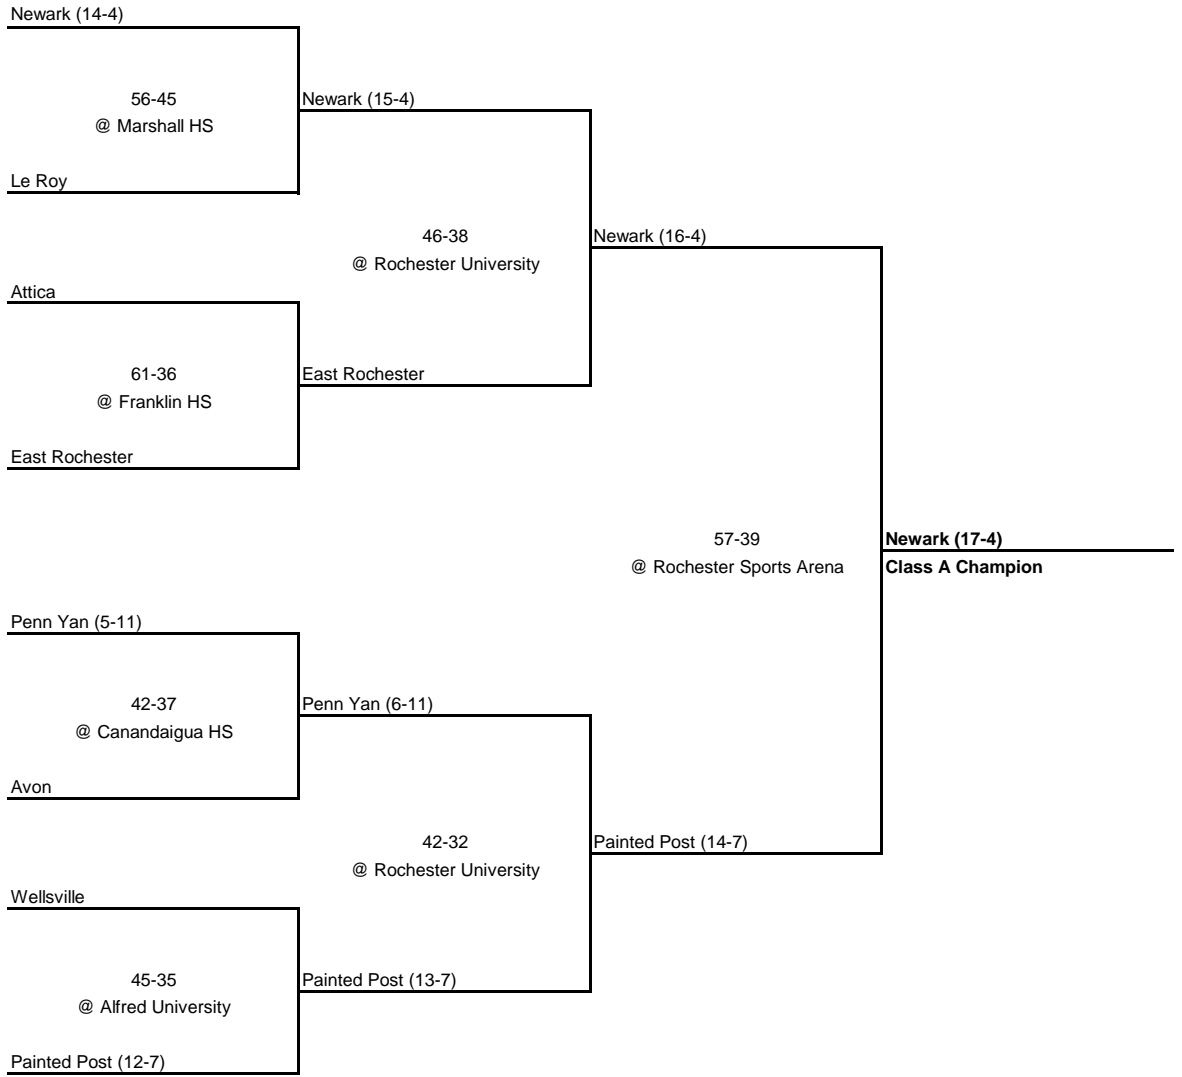 Newark (14-4)
56-45
@ Marshall HS
Newark (15-4)
Le Roy
46-38
@ Rochester University
Newark (16-4)
Attica
61-36
@ Franklin HS
East Rochester
East Rochester
57-39
@ Rochester Sports Arena
Newark (17-4)
Class A Champion
Penn Yan (5-11)
42-37
@ Canandaigua HS
Penn Yan (6-11)
Avon
42-32
@ Rochester University
Painted Post (14-7)
Wellsville
45-35
@ Alfred University
Painted Post (13-7)
Painted Post (12-7)